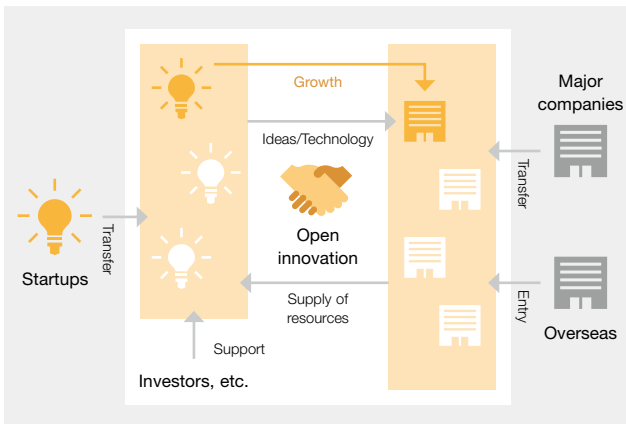 Growth
Ideas/Technology
Open
innovation
Supply of
resources
Startups
Transfer
Support
Investors, etc.
Major
companies
Transfer
Entry
Overseas